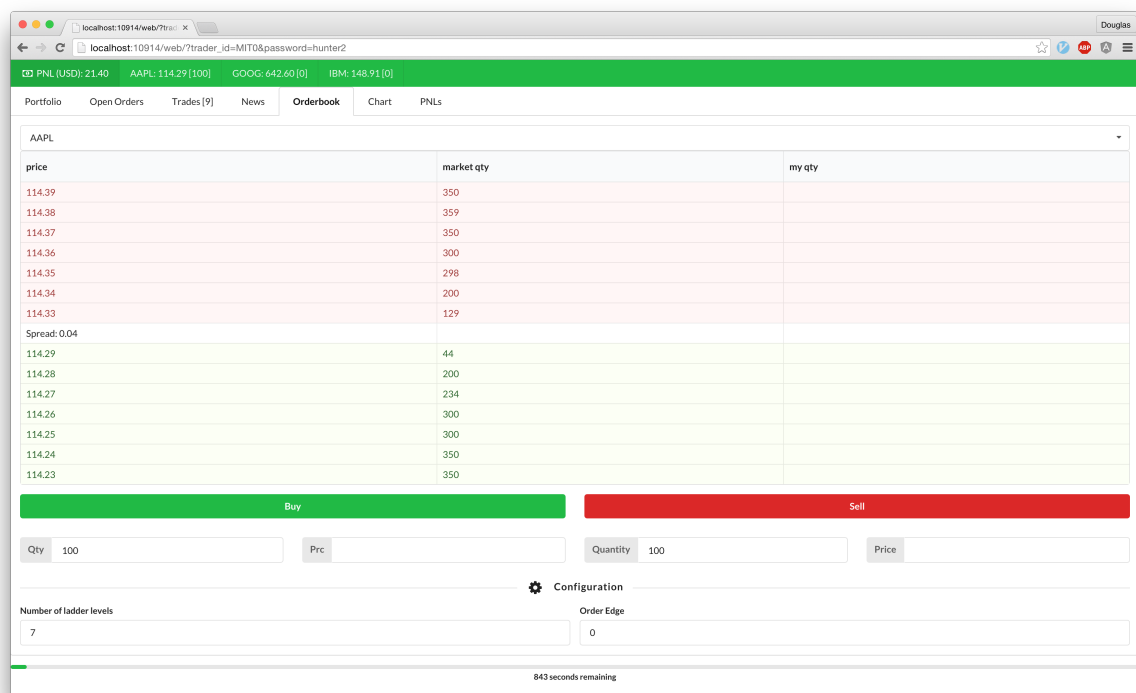 localhost:10914/web/?trad
Douglas
localhost:10914/web/?trader_id=MIT0&password=hunter2
ABP
PNL (USD): 21.40 AAPL: 114.29 [100] GOOG: 642.60 [0] IBM: 148.91 [0]
Portfolio Open Orders Trades [9] News Orderbook Chart PNLs
AAPL
price market qty my qty
114.39 350
114.38 359
114.37 350
114.36 300
114.35 298
114.34 200
114.33 129
Spread: 0.04
114.29 44
114.28 200
114.27 234
114.26 300
114.25 300
114.24 350
114.23 350
Buy Sell
Qty 100 Prc Quantity 100 Price
Configuration
Number of ladder levels Order Edge
7 0
843 seconds remaining